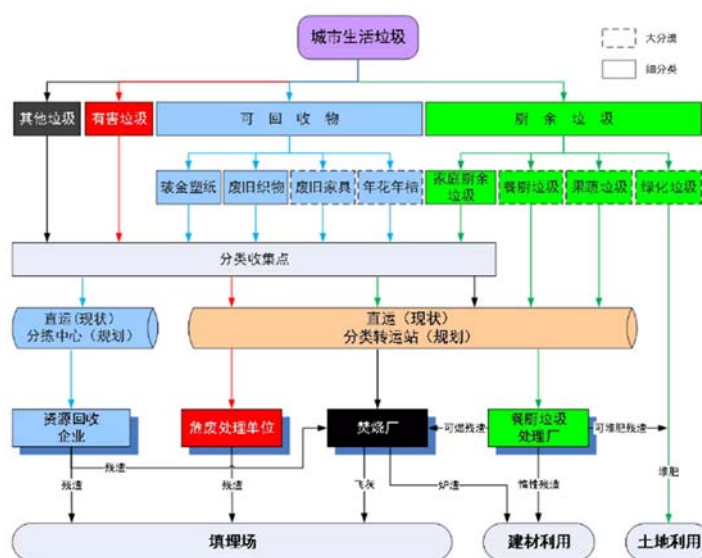 城市生活垃圾
大分流
细分类
其他垃圾
有害垃圾
可回收物
厨余垃圾
玻金塑纸
废旧织物
废旧家具
年花年桔
家庭厨余
垃圾
餐厨垃圾
果蔬垃圾
绿化垃圾
分类收集点
直运(现状)
分拣中心（规划）
直运（现状）
分类转运站（规划）
资源回收
企业
危废处理单位
焚烧厂
可燃残渣
餐厨垃圾
处理厂
可堆肥残渣
残渣
残渣
残渣
飞灰
炉渣
惰性残渣
堆肥
填埋场
建材利用
土地利用